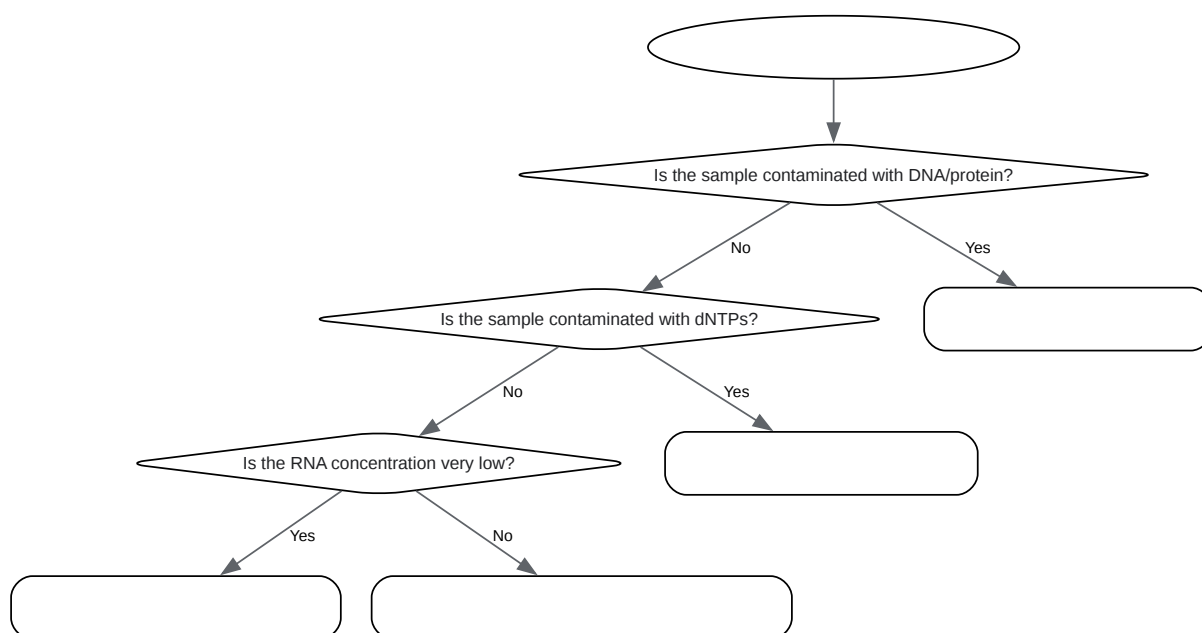 Is the sample contaminated with DNA/protein?
No
Yes
Is the sample contaminated with dNTPs?
No
Yes
Is the RNA concentration very low?
Yes
No